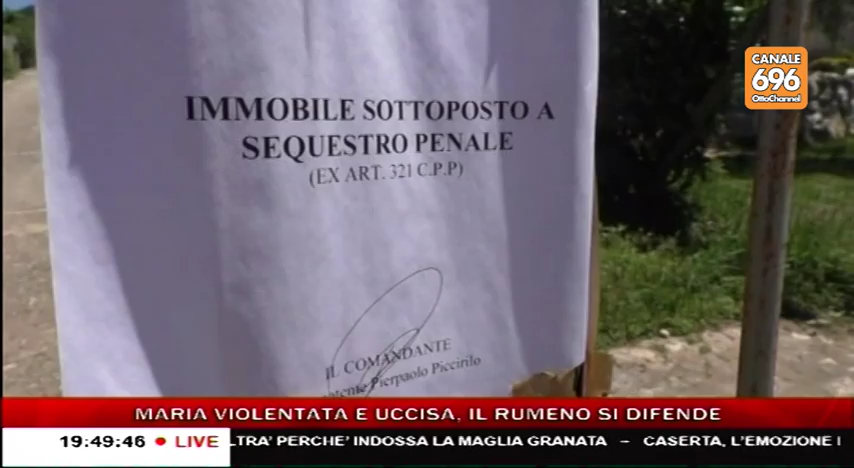 CANALE
696
OttoChannel
IMMOBILE SOTTOPOSTO A
SEQUESTRO PENALE
(EX ART. 321 C.P.P)
IL COMANDANTE
Pierpaolo Piccirilo
MARIA VIOLENTATA E UCCISA, IL RUMENO SI DIFENDE
19:49:46 LIVE LTRA' PERCHE' INDOSSA LA MAGLIA GRANATA – CASERTA, L'EMOZIONE